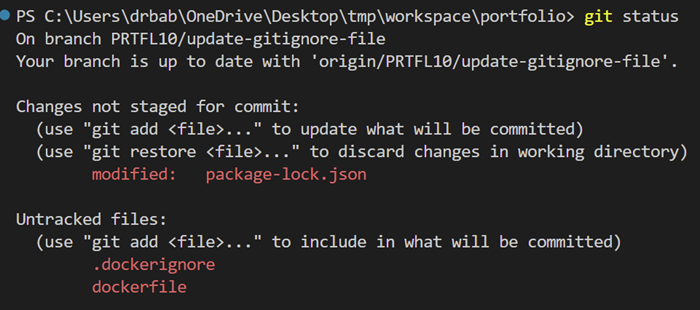 PS C:\Users\drbab\OneDrive\Desktop\tmp\workspace\portfolio> git status
On branch PRTFL10/update-gitignore-file
Your branch is up to date with 'origin/PRTFL10/update-gitignore-file'.
Changes not staged for commit:
(use "git add <file>..." to update what will be committed)
(use "git restore <file>..." to discard changes in working directory)
modified:   package-lock.json
Untracked files:
(use "git add <file>..." to include in what will be committed)
.dockerignore
dockerfile